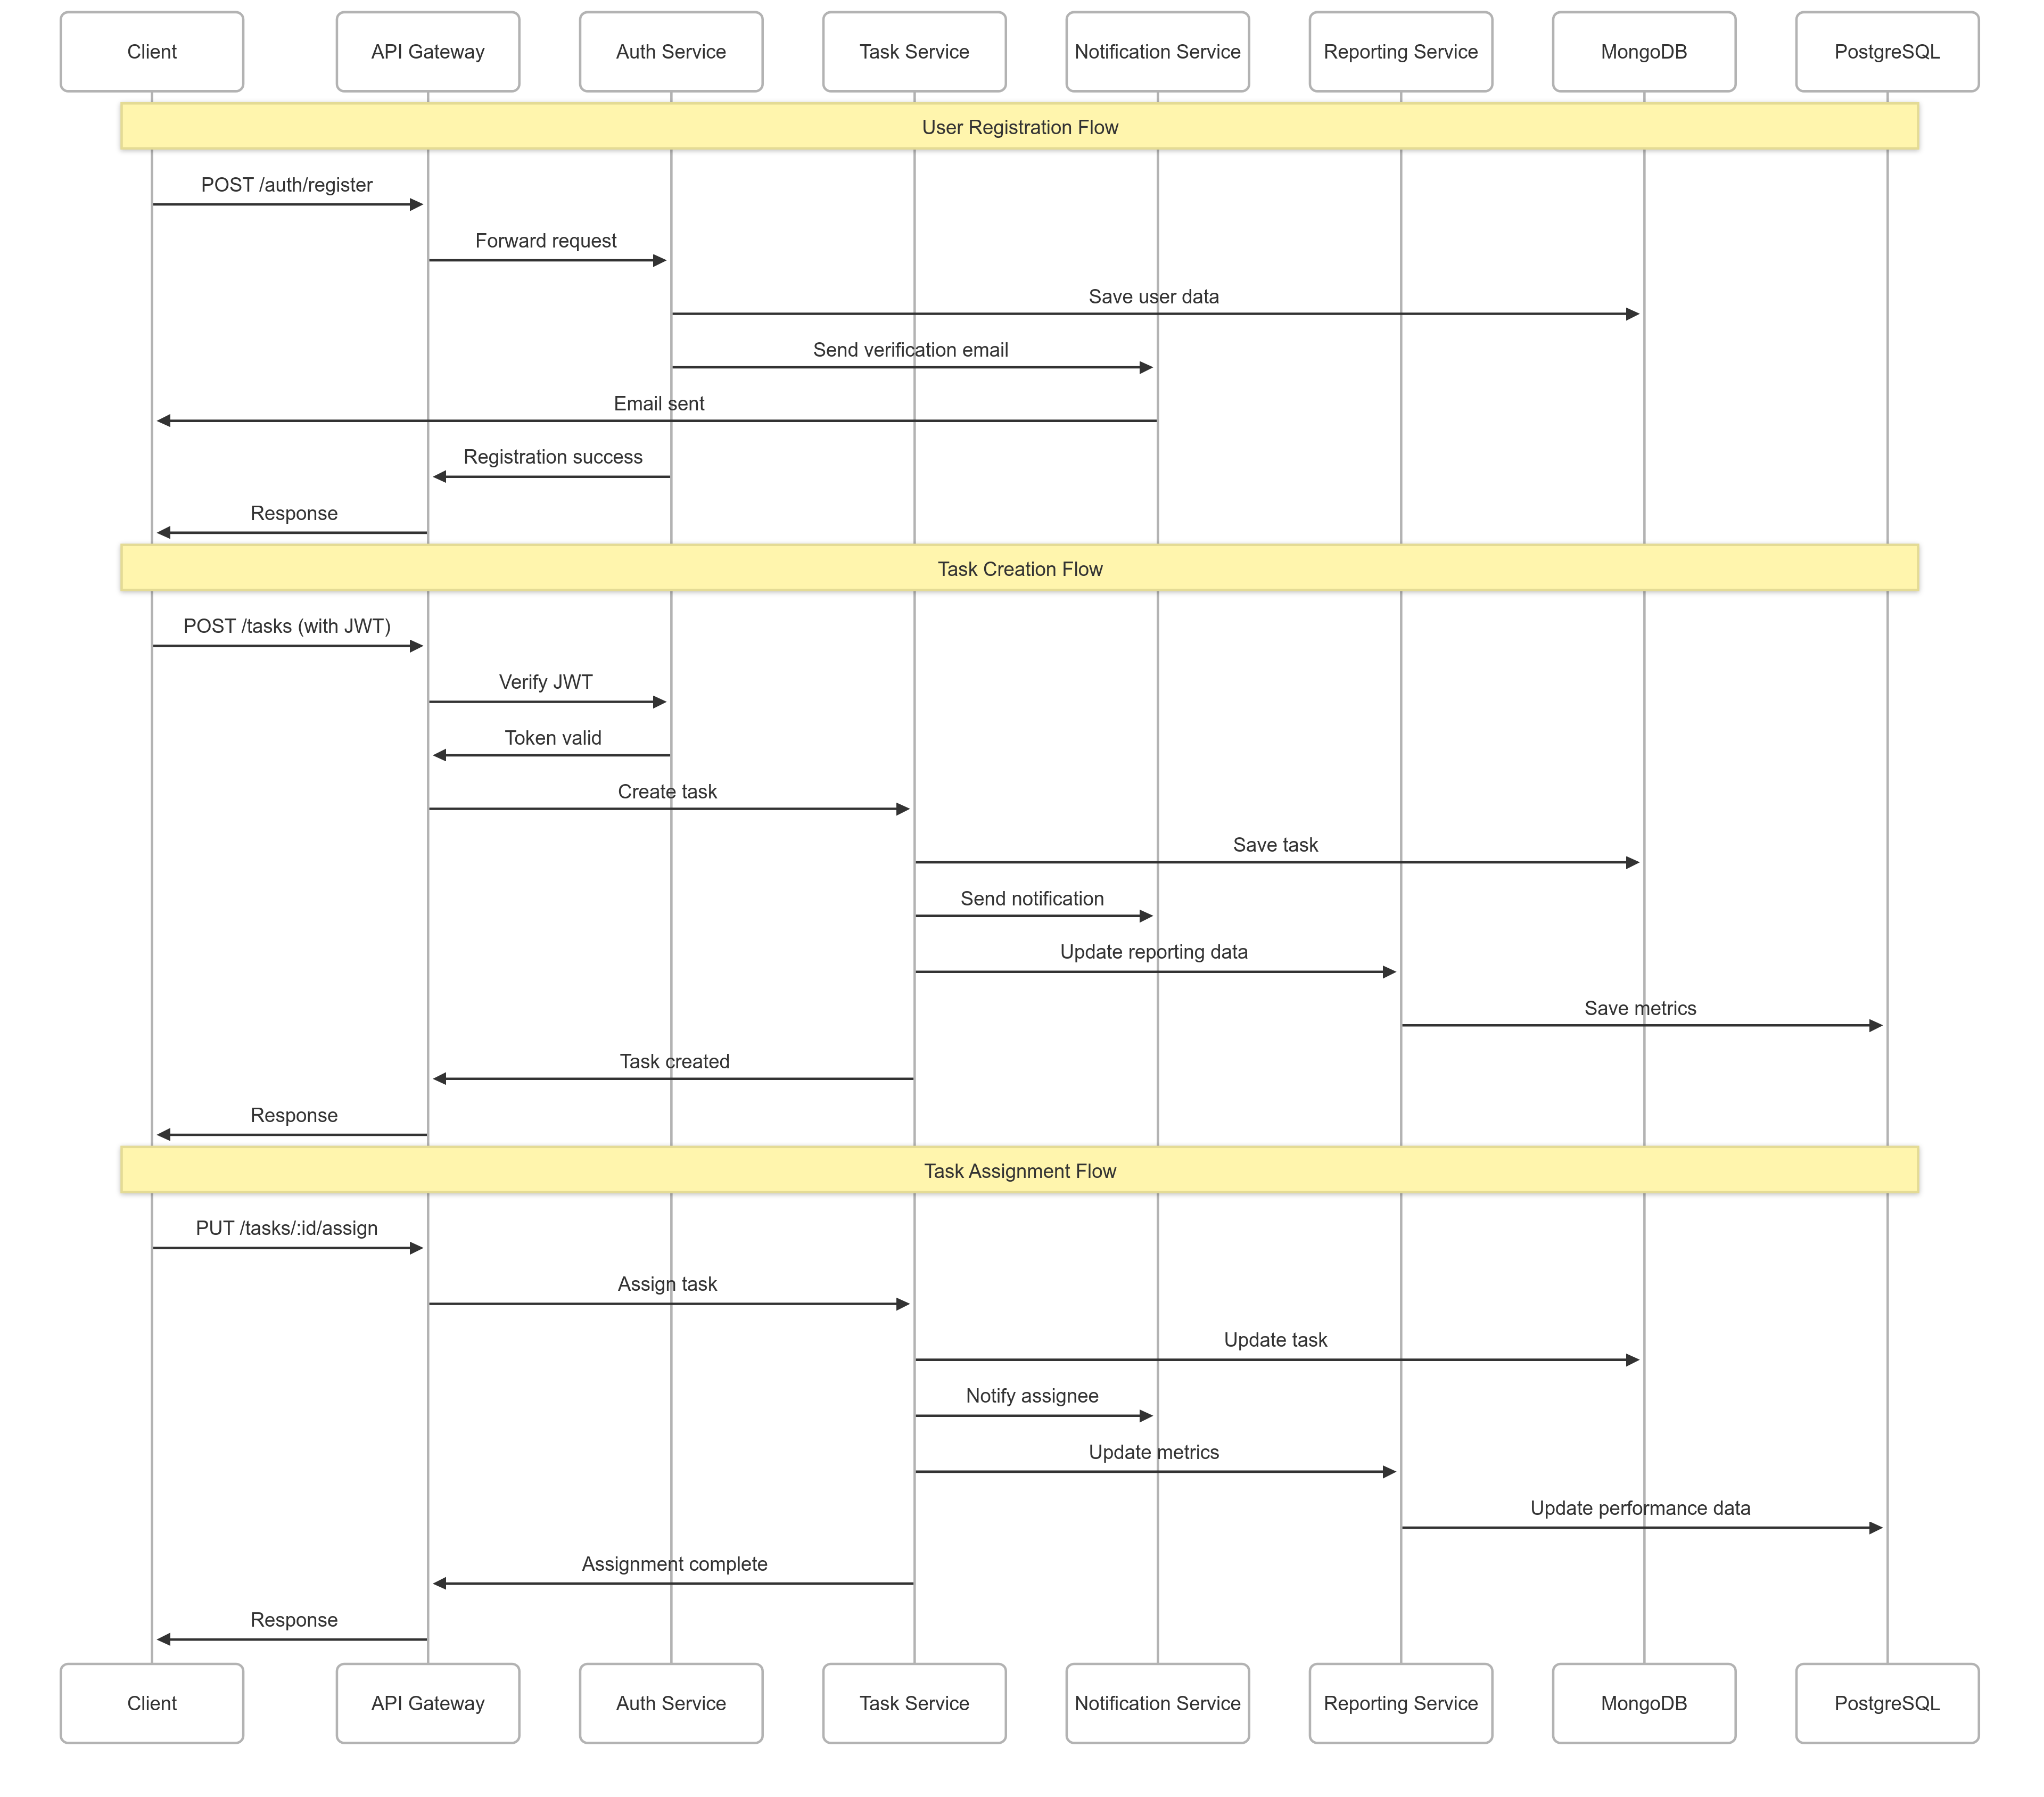 Client
API Gateway
Auth Service
Task Service
Notification Service
Reporting Service
MongoDB
PostgreSQL
User Registration Flow
POST /auth/register
Forward request
Save user data
Send verification email
Email sent
Registration success
Response
Task Creation Flow
POST /tasks (with JWT)
Verify JWT
Token valid
Create task
Save task
Send notification
Update reporting data
Save metrics
Task created
Response
Task Assignment Flow
PUT /tasks/:id/assign
Assign task
Update task
Notify assignee
Update metrics
Update performance data
Assignment complete
Response
Client
API Gateway
Auth Service
Task Service
Notification Service
Reporting Service
MongoDB
PostgreSQL